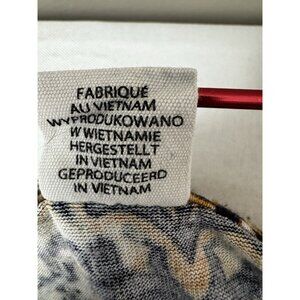 FABRIQUÉ
AU VIETNAM
WYPRODUKOWANO
W WIETNAMIE
HERGESTELLT
IN VIETNAM
GEPRODUCEERD
IN VIETNAM